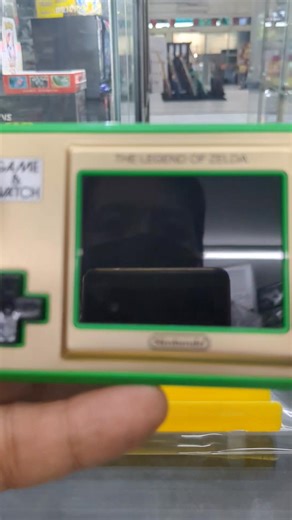 THE LEGEND OF ZELDA
GAME
&
WATCH
Nintendo